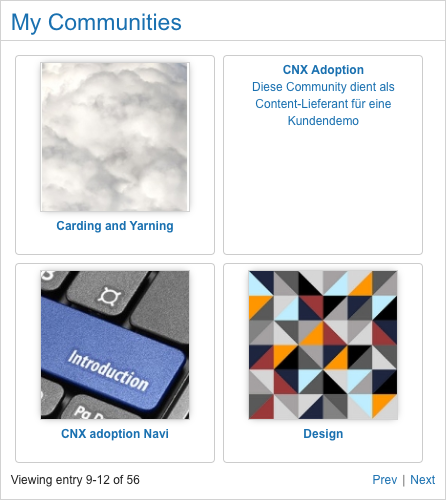 My Communities
Carding and Yarning
CNX Adoption
Diese Community dient als
Content-Lieferant für eine
Kundendemo
Introduction
CNX adoption Navi
Design
Viewing entry 9-12 of 56
Prev | Next